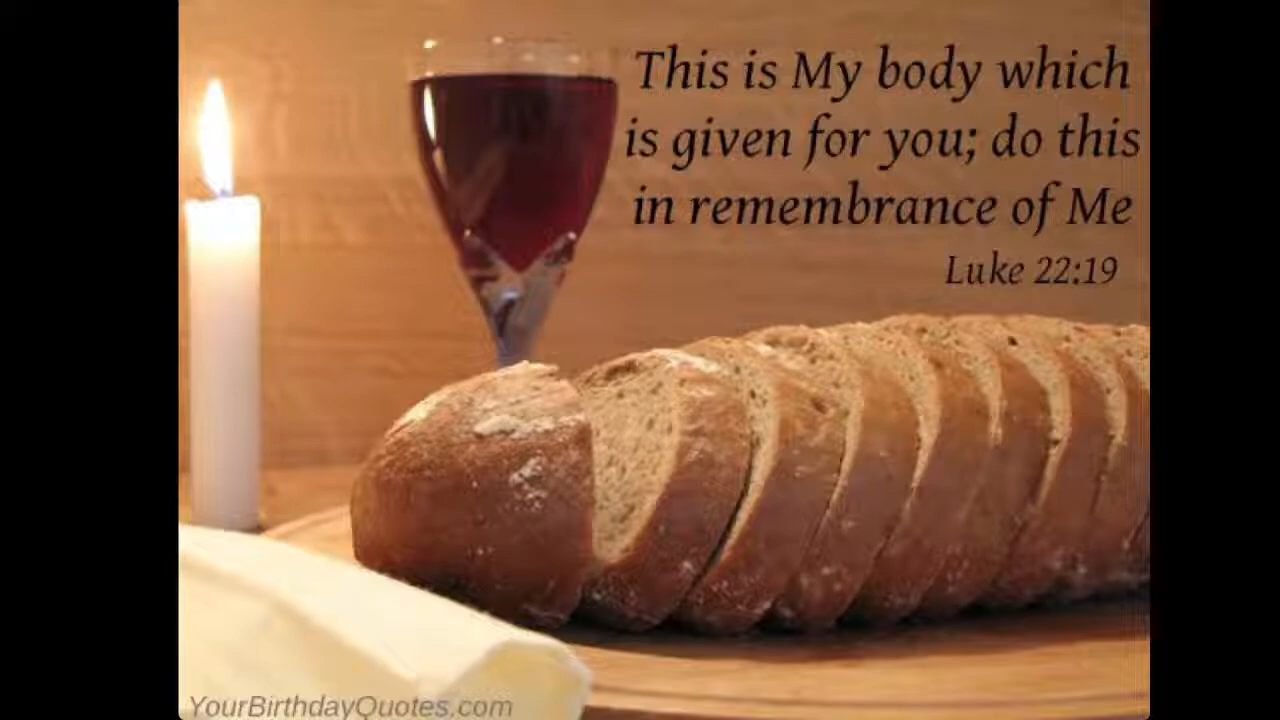 This is My body which
is given for you; do this
in remembrance of Me
Luke 22:19
YourBirthdayQuotes.com